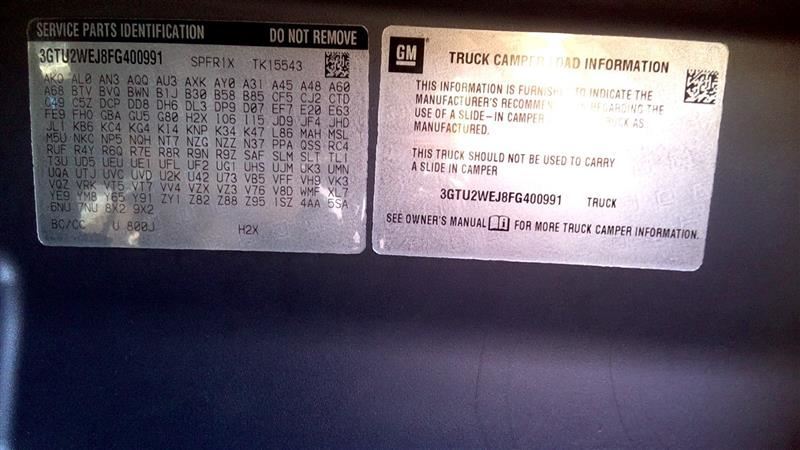 SERVICE PARTS IDENTIFICATION DO NOT REMOVE
3GTU2WEJ8FG400991 SPFR1X TK15543
AKO AL0 AN3 AQQ AU3 AXK AY0 A31 A45 A48 A60
A68 BTV BVQ BWN B1J B30 B58 B85 CF5 CJ2 CTD
C49 C5Z DCP DD8 DH6 DL3 DP9 D07 EF7 E20 E63
FE9 FHO GBA GU5 G80 H2X IO6 I15 JD9 JF4 JHD
JL1 KB6 KC4 KG4 K14 KNP K34 K47 L86 MAH MSL
M5U NKC NP5 NQH NT7 NZG NZZ N37 PPA QSS RC4
RUF R4Y R6Q R7E R9N R9Z SAF SLM SLT TL1
T3U UD5 UEU UE1 UFL UF2 UG1 UHS UJM UK3 UMN
UQA UTJ UVC UVD U2K U42 U73 VB5 VFF VH9 VK3
VQZ VRK VT5 VT7 VV4 VZX VZ3 V76 V8D WMF XL7
YE9 VM8 Y65 Y91 ZY1 Z82 Z88 Z95 1SZ 4AA 5SA
6NU 7NU 8X2 9X2
BC/CC U 800J H2X
GM TRUCK CAMPER LOAD INFORMATION
THIS INFORMATION IS FURNISHED TO INDICATE THE
MANUFACTURER'S REGARDING THE
USE OF A SLIDE-IN CAMPER TRUCK AS
MANUFACTURED.
THIS TRUCK SHOULD NOT BE USED TO CARRY
A SLIDE IN CAMPER
3GTU2WEJ8FG400991 TRUCK
SEE OWNER'S MANUAL FOR MORE TRUCK CAMPER INFORMATION.